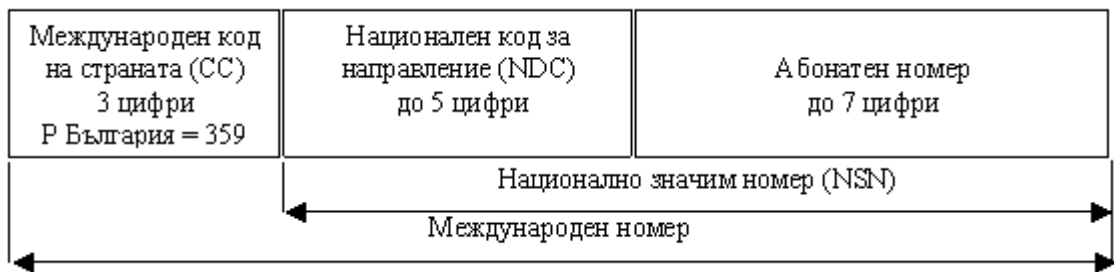 Международен код
на страната (CC)
3 цифри
Р България = 359
Национален код за
направление (NDC)
до 5 цифри
Абонатен номер
до 7 цифри
Национално значим номер (NSN)
Международен номер